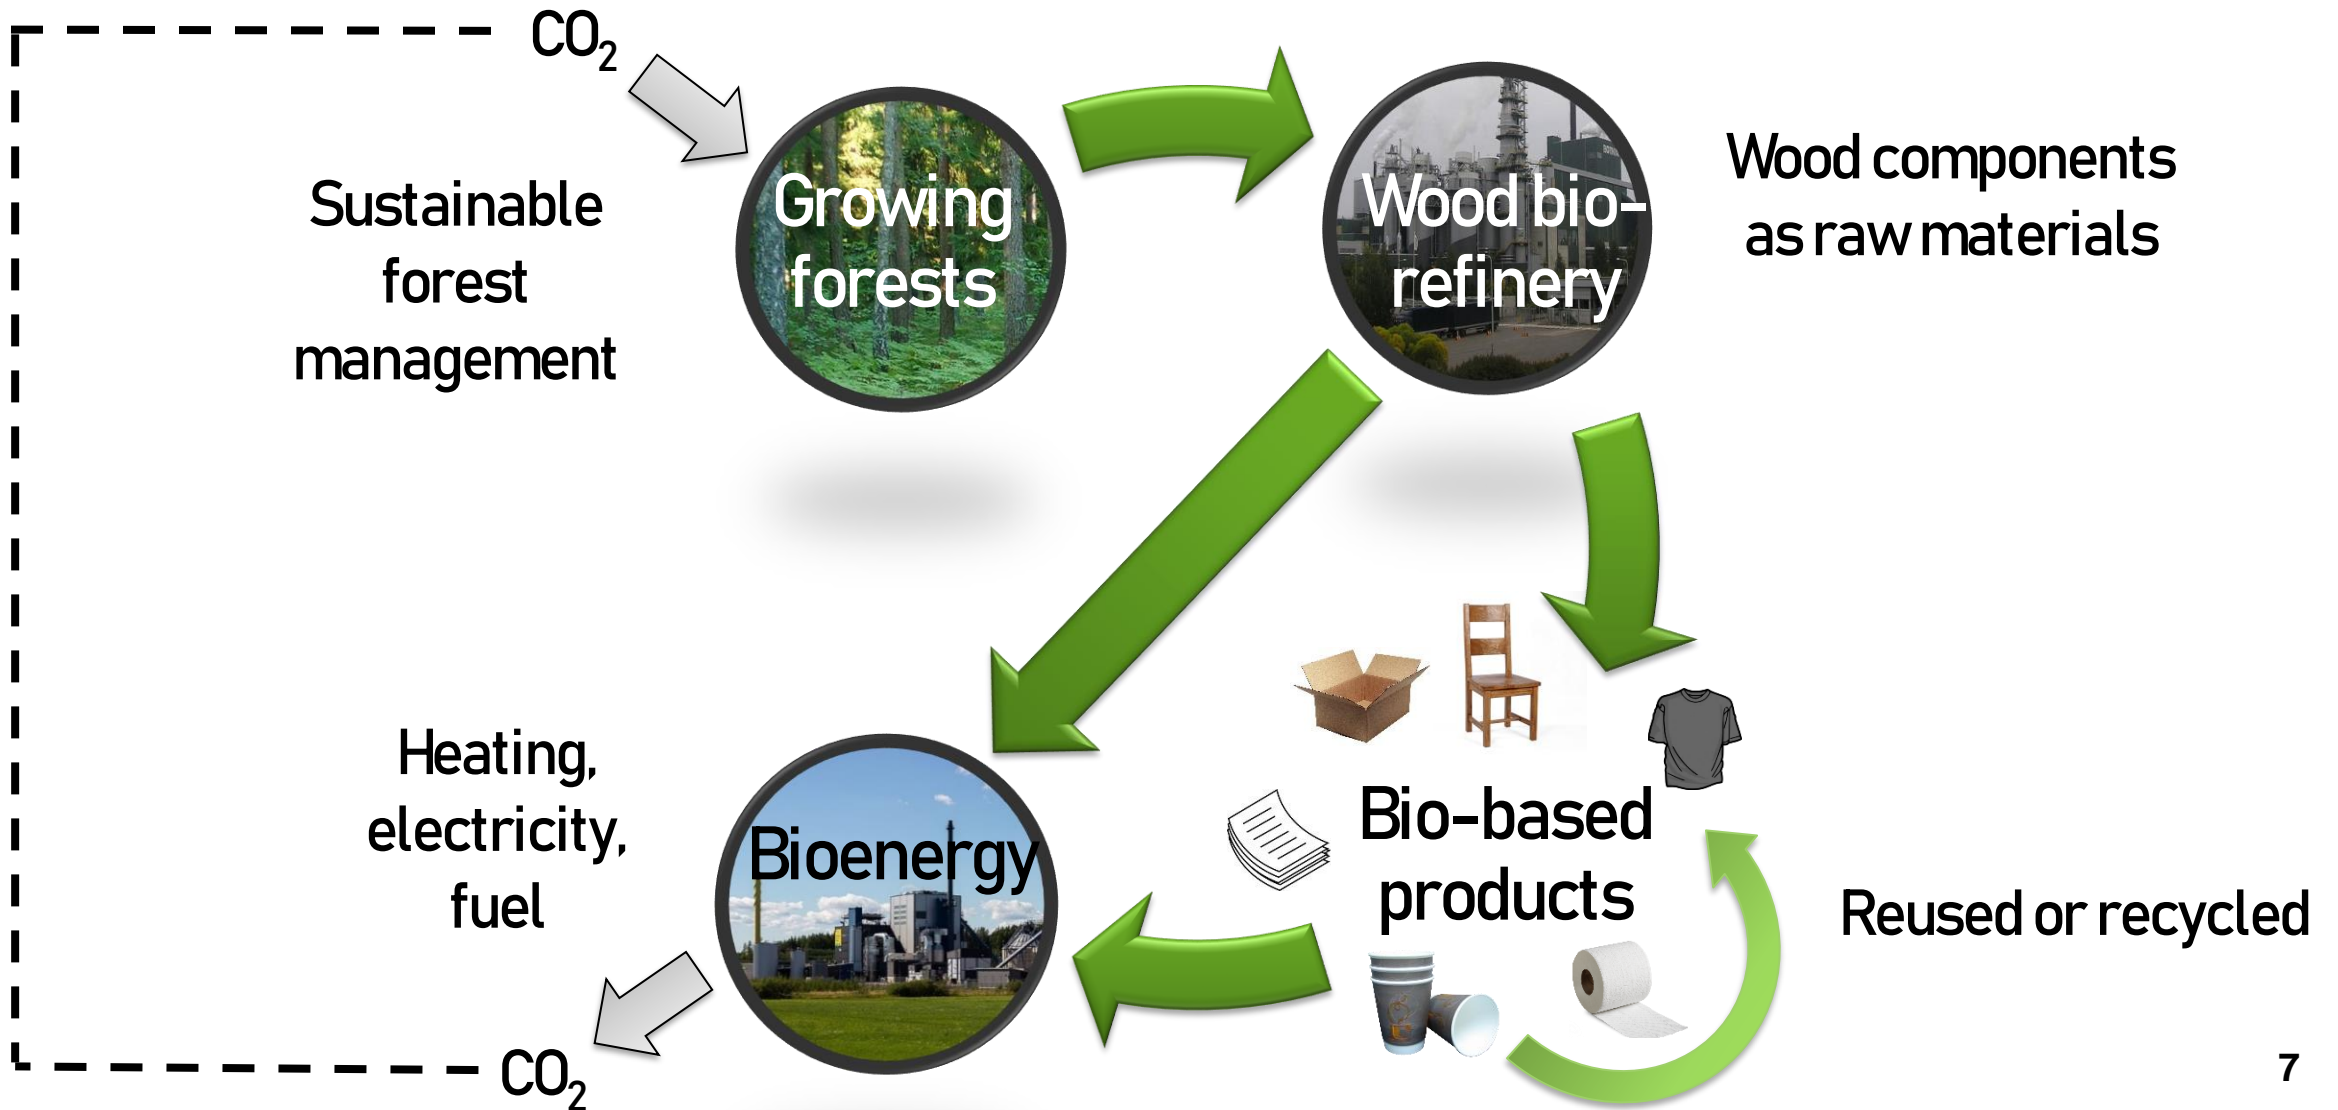 CO₂
Sustainable
forest
management
Growing
forests
Wood bio-
refinery
Wood components
as raw materials
Heating,
electricity,
fuel
Bioenergy
Bio-based
products
Reused or recycled
CO₂
7